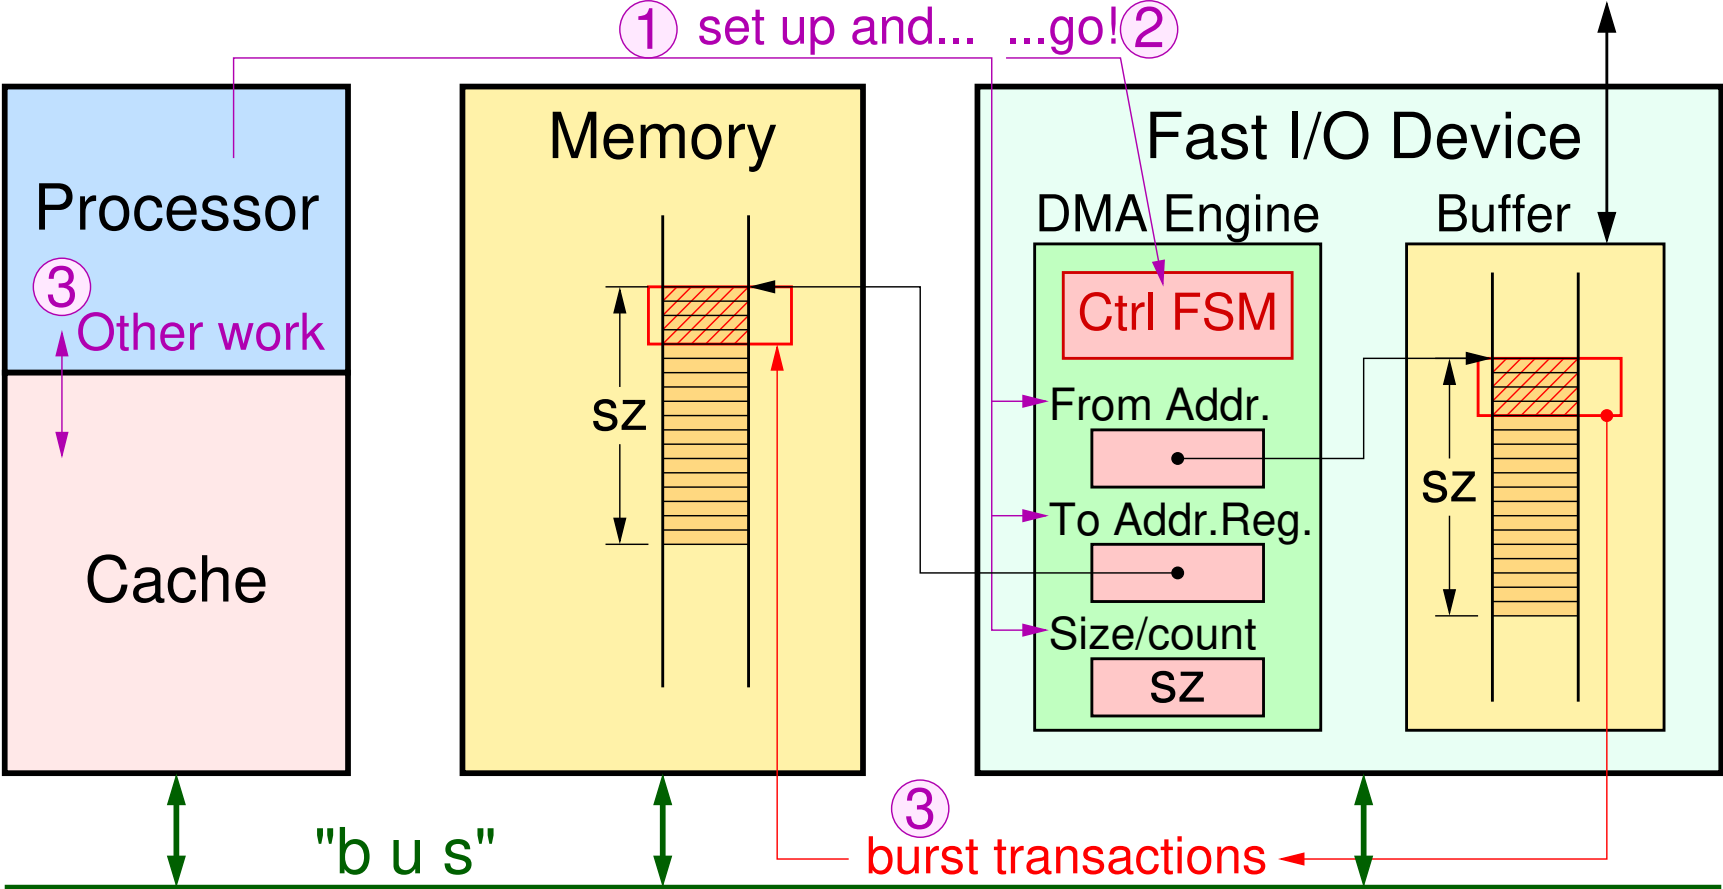 1 set up and... ...go! 2
Memory
Fast I/O Device
Processor
DMA Engine
Buffer
3
Other work
Ctrl FSM
sz
From Addr.
sz
To Addr.Reg.
Cache
Size/count
sz
3
"b u s"
burst transactions